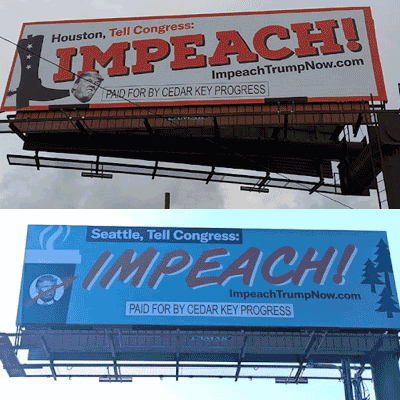 Houston, Tell Congress:
IMPEACH!
ImpeachTrumpNow.com
PAID FOR BY CEDAR KEY PROGRESS
Seattle, Tell Congress:
IMPEACH!
ImpeachTrumpNow.com
PAID FOR BY CEDAR KEY PROGRESS